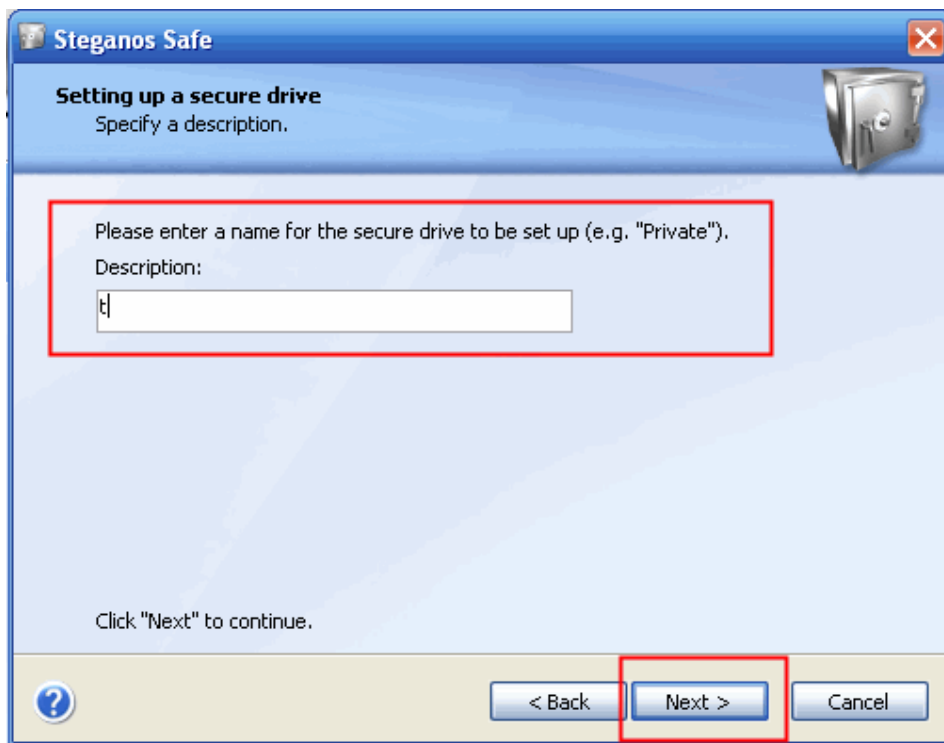 Steganos Safe
Setting up a secure drive
Specify a description.
Please enter a name for the secure drive to be set up (e.g. "Private").
Description:
t
Click "Next" to continue.
? < Back Next > Cancel